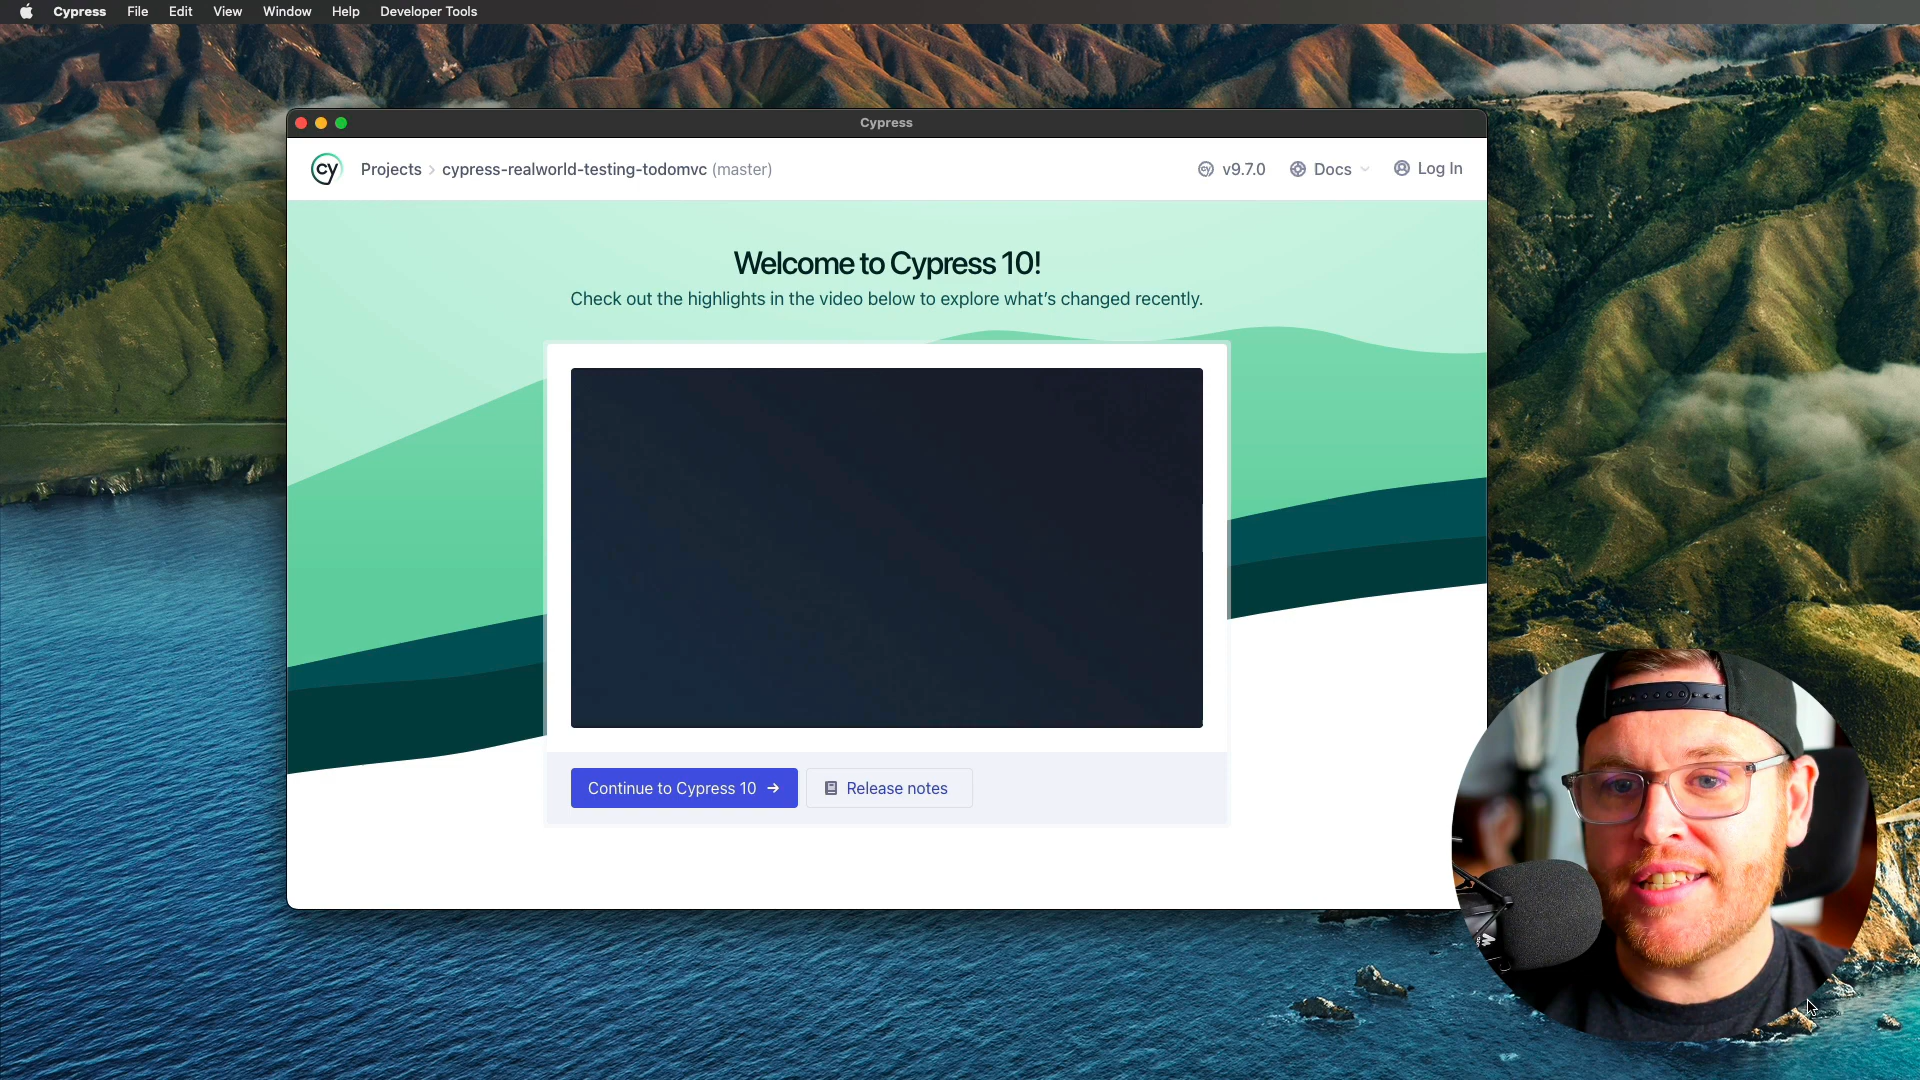 Cypress File Edit View Window Help Developer Tools
Cypress
cy Projects > cypress-realworld-testing-todomvc (master) cy v9.7.0 Docs Log In
Welcome to Cypress 10!
Check out the highlights in the video below to explore what's changed recently.
Continue to Cypress 10 → Release notes